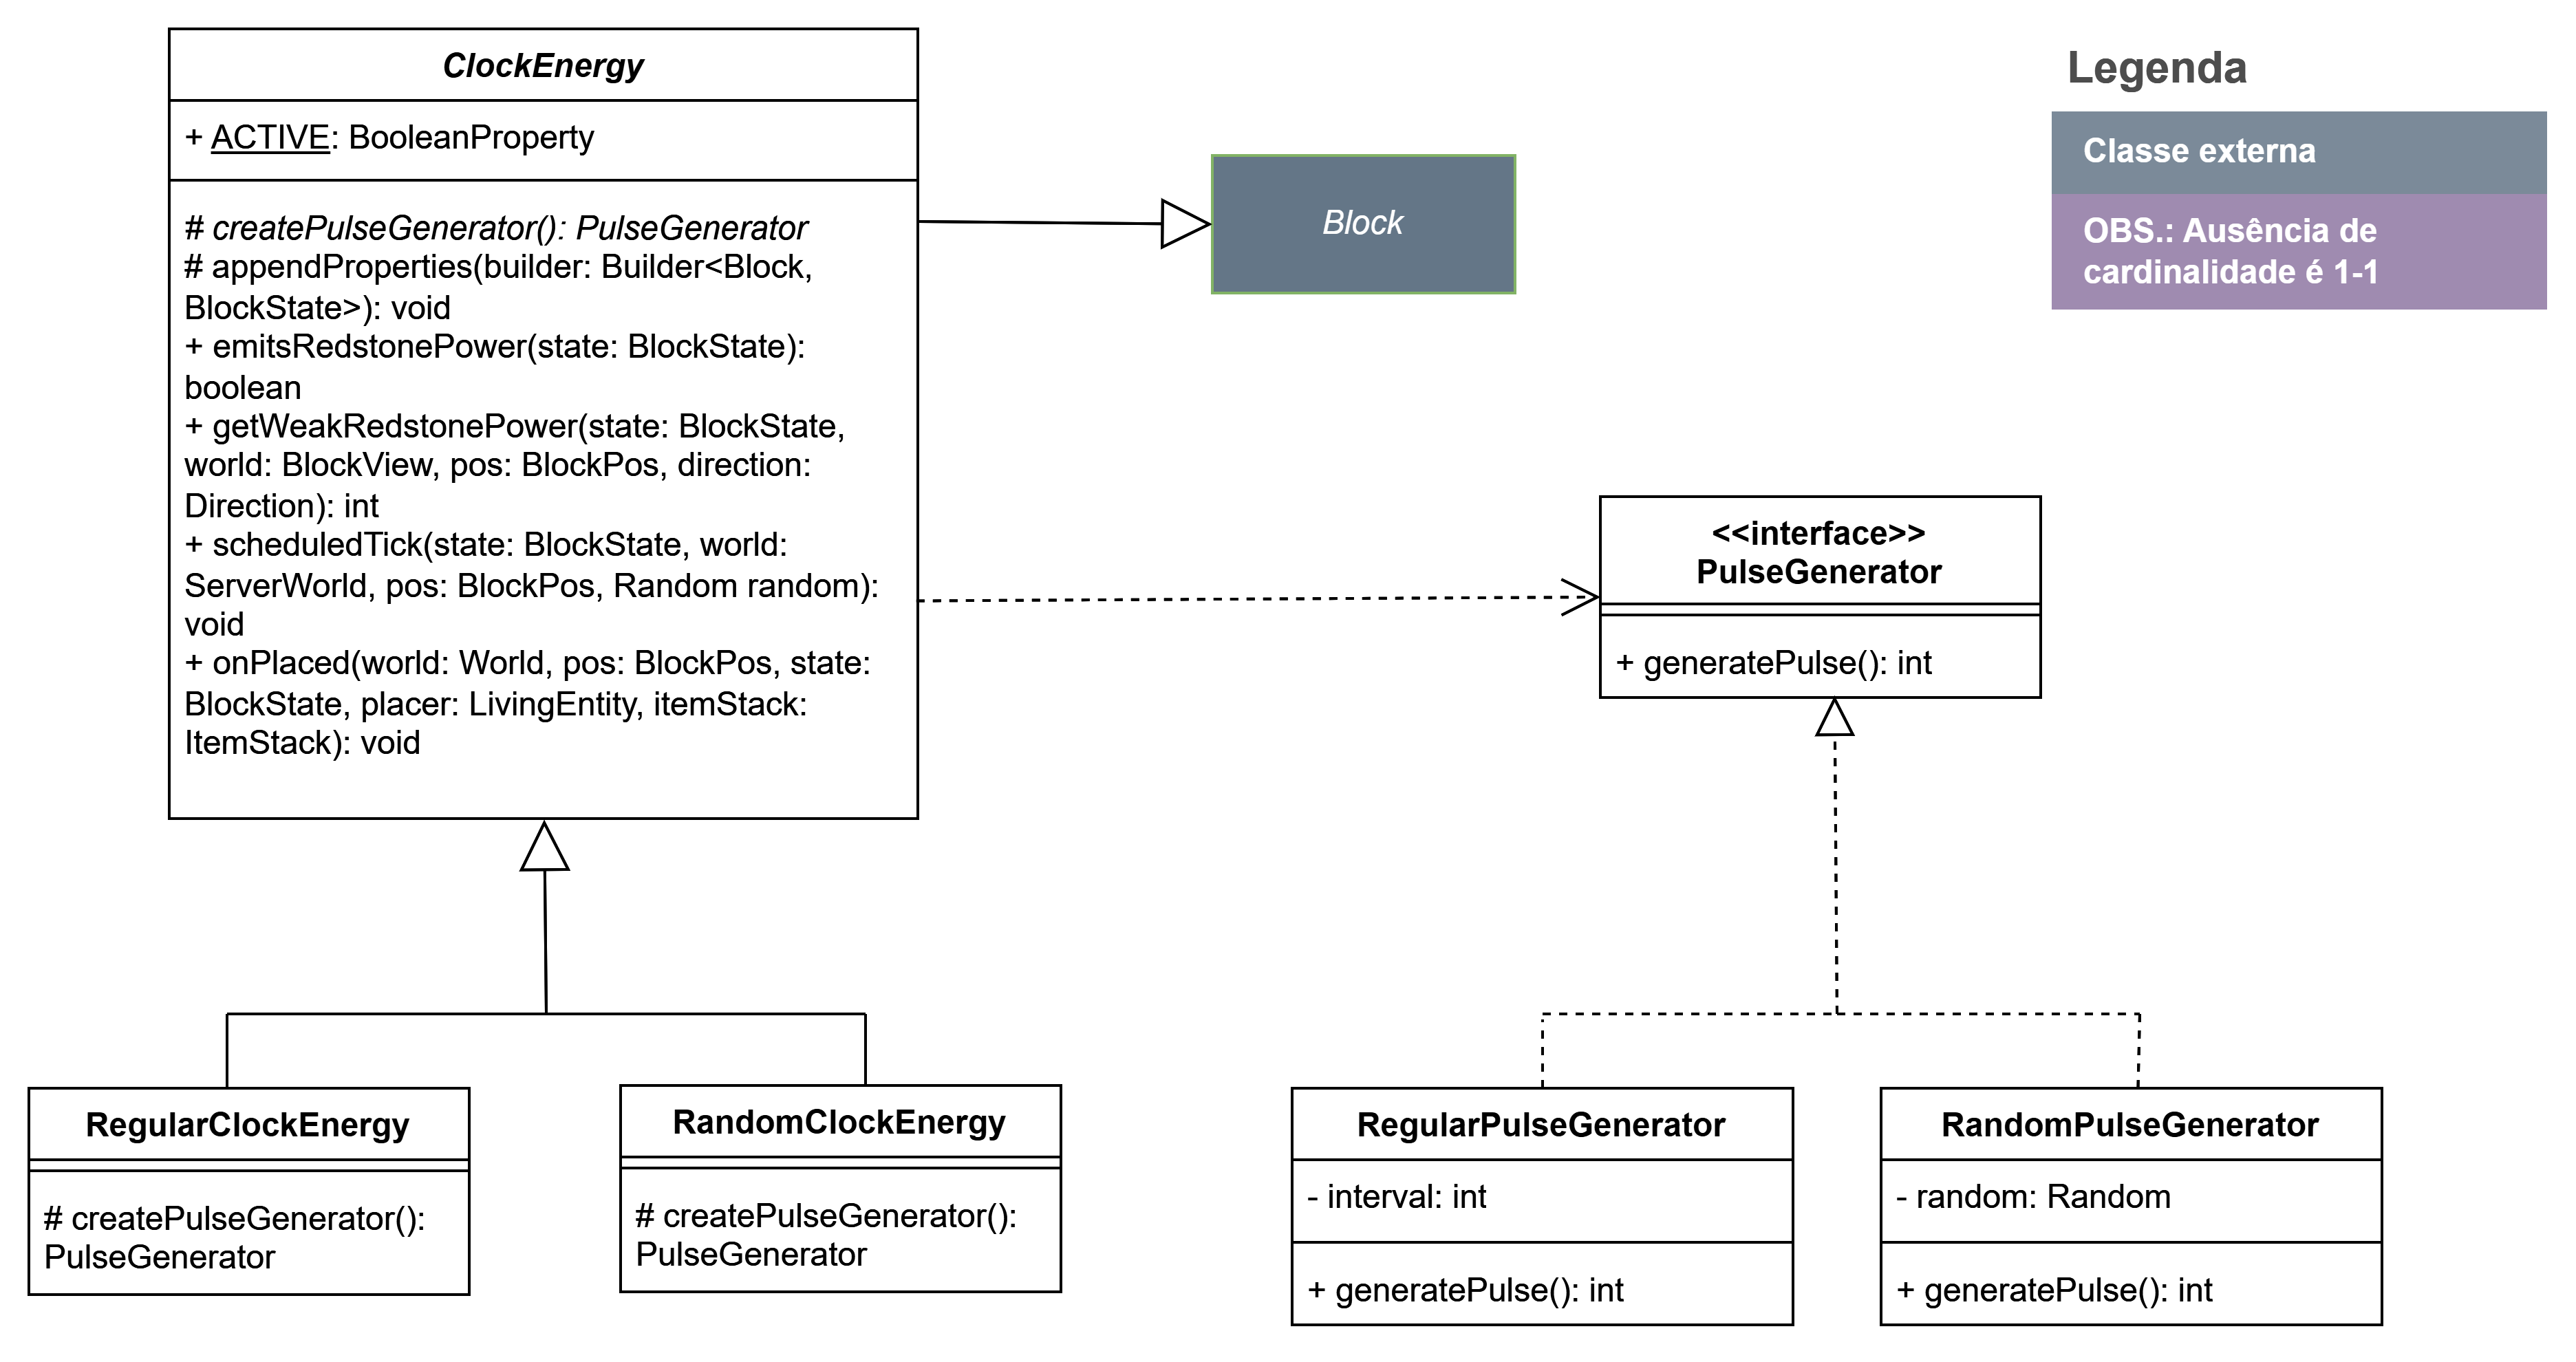 ClockEnergy
+ ACTIVE: BooleanProperty
# createPulseGenerator(): PulseGenerator
# appendProperties(builder: Builder<Block,
BlockState>): void
+ emitsRedstonePower(state: BlockState):
boolean
+ getWeakRedstonePower(state: BlockState,
world: BlockView, pos: BlockPos, direction:
Direction): int
+ scheduledTick(state: BlockState, world:
ServerWorld, pos: BlockPos, Random random):
void
+ onPlaced(world: World, pos: BlockPos, state:
BlockState, placer: LivingEntity, itemStack:
ItemStack): void
Block
Legenda
Classe externa
OBS.: Ausência de
cardinalidade é 1-1
<<interface>>
PulseGenerator
+ generatePulse(): int
RegularClockEnergy
# createPulseGenerator():
PulseGenerator
RandomClockEnergy
# createPulseGenerator():
PulseGenerator
RegularPulseGenerator
- interval: int
+ generatePulse(): int
RandomPulseGenerator
- random: Random
+ generatePulse(): int